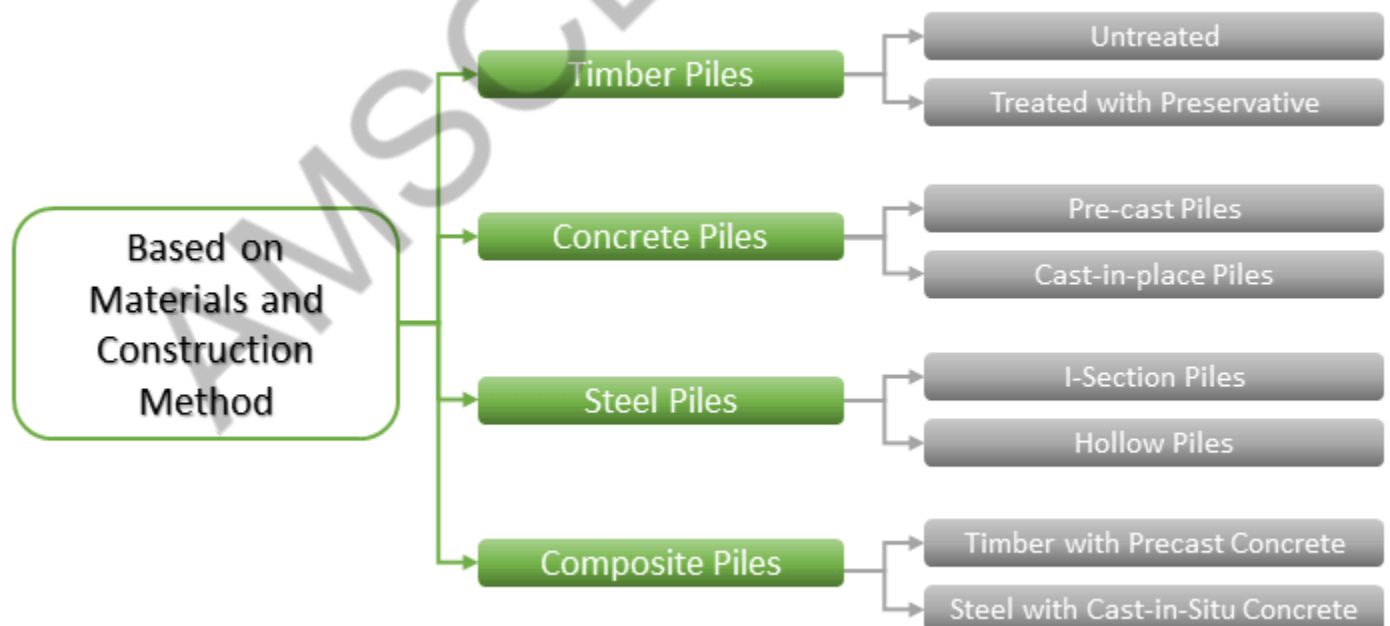 Based on
Materials and
Construction
Method
Timber Piles
Untreated
Treated with Preservative
Concrete Piles
Pre-cast Piles
Cast-in-place Piles
Steel Piles
I-Section Piles
Hollow Piles
Composite Piles
Timber with Precast Concrete
Steel with Cast-in-Situ Concrete